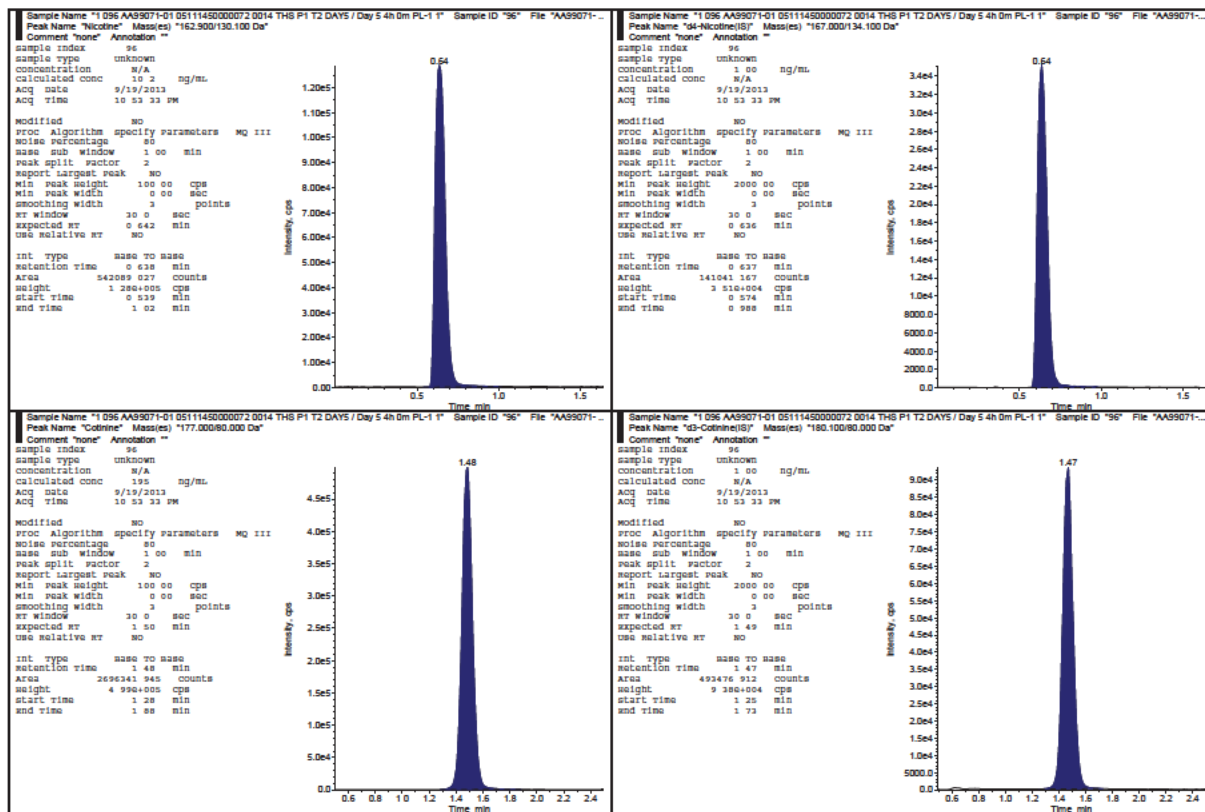 Sample Name "1 096 AA99071-01 05111450000072 0014 THS P1 T2 DAY5 / Day 5 4h 0m PL-1 1" Sample ID "96" File "AA99071- ...
Peak Name "Nicotine" Mass(es) "162.900/130.100 Da"
Comment "none" Annotation ""
Sample Index 96
Sample Type Unknown
Concentration N/A
Calculated Conc 10 2 ng/mL
Acq Date 9/19/2013
Acq Time 10 53 33 PM
Modified NO
Proc Algorithm Specify Parameters MQ III
Noise Percentage 80
Base Sub Window 1 00 min
Peak Split Factor 2
Report Largest Peak NO
Min Peak Height 100 00 cps
Min Peak Width 0 00 sec
Smoothing Width 3 points
RT Window 30 0 sec
Expected RT 0 642 min
Use Relative RT NO
Int Type Base To Base
Retention Time 0 638 min
Area 542089 027 counts
Height 1 28e+005 cps
Start Time 0 539 min
End Time 1 02 min
0.64
Intensity, cps
1.20e5
1.00e5
8.00e4
6.00e4
4.00e4
2.00e4
0.00
0.5 1.0 1.5
Time, min
Sample Name "1 096 AA99071-01 05111450000072 0014 THS P1 T2 DAY5 / Day 5 4h 0m PL-1 1" Sample ID "96" File "AA99071-...
Peak Name "d4-Nicotine(IS)" Mass(es) "167.000/134.100 Da"
Comment "none" Annotation ""
Sample Index 96
Sample Type Unknown
Concentration 1 00 ng/mL
Calculated Conc N/A
Acq Date 9/19/2013
Acq Time 10 53 33 PM
Modified NO
Proc Algorithm Specify Parameters MQ III
Noise Percentage 80
Base Sub Window 1 00 min
Peak Split Factor 2
Report Largest Peak NO
Min Peak Height 2000 00 cps
Min Peak Width 0 00 sec
Smoothing Width 3 points
RT Window 30 0 sec
Expected RT 0 636 min
Use Relative RT NO
Int Type Base To Base
Retention Time 0 637 min
Area 141041 167 counts
Height 3 51e+004 cps
Start Time 0 574 min
End Time 0 988 min
0.64
Intensity, cps
3.4e4
3.2e4
3.0e4
2.8e4
2.6e4
2.4e4
2.2e4
2.0e4
1.8e4
1.6e4
1.4e4
1.2e4
1.0e4
8000.0
6000.0
4000.0
2000.0
0.0
0.5 1.0 1.5
Time, min
Sample Name "1 096 AA99071-01 05111450000072 0014 THS P1 T2 DAY5 / Day 5 4h 0m PL-1 1" Sample ID "96" File "AA99071- ...
Peak Name "Cotinine" Mass(es) "177.000/80.000 Da"
Comment "none" Annotation ""
Sample Index 96
Sample Type Unknown
Concentration N/A
Calculated Conc 195 ng/mL
Acq Date 9/19/2013
Acq Time 10 53 33 PM
Modified NO
Proc Algorithm Specify Parameters MQ III
Noise Percentage 80
Base Sub Window 1 00 min
Peak Split Factor 2
Report Largest Peak NO
Min Peak Height 100 00 cps
Min Peak Width 0 00 sec
Smoothing Width 3 points
RT Window 30 0 sec
Expected RT 1 50 min
Use Relative RT NO
Int Type Base To Base
Retention Time 1 48 min
Area 2696341 945 counts
Height 4 99e+005 cps
Start Time 1 28 min
End Time 1 88 min
1.48
Intensity, cps
4.5e5
4.0e5
3.5e5
3.0e5
2.5e5
2.0e5
1.5e5
1.0e5
5.0e4
0.0
0.6 0.8 1.0 1.2 1.4 1.6 1.8 2.0 2.2 2.4
Time, min
Sample Name "1 096 AA99071-01 05111450000072 0014 THS P1 T2 DAY5 / Day 5 4h 0m PL-1 1" Sample ID "96" File "AA99071-...
Peak Name "d3-Cotinine(IS)" Mass(es) "180.100/80.000 Da"
Comment "none" Annotation ""
Sample Index 96
Sample Type Unknown
Concentration 1 00 ng/mL
Calculated Conc N/A
Acq Date 9/19/2013
Acq Time 10 53 33 PM
Modified NO
Proc Algorithm Specify Parameters MQ III
Noise Percentage 80
Base Sub Window 1 00 min
Peak Split Factor 2
Report Largest Peak NO
Min Peak Height 2000 00 cps
Min Peak Width 0 00 sec
Smoothing Width 3 points
RT Window 30 0 sec
Expected RT 1 49 min
Use Relative RT NO
Int Type Base To Base
Retention Time 1 47 min
Area 493476 912 counts
Height 9 38e+004 cps
Start Time 1 25 min
End Time 1 73 min
1.47
Intensity, cps
9.0e4
8.5e4
8.0e4
7.5e4
7.0e4
6.5e4
6.0e4
5.5e4
5.0e4
4.5e4
4.0e4
3.5e4
3.0e4
2.5e4
2.0e4
1.5e4
1.0e4
5000.0
0.0
0.6 0.8 1.0 1.2 1.4 1.6 1.8 2.0 2.2 2.4
Time, min